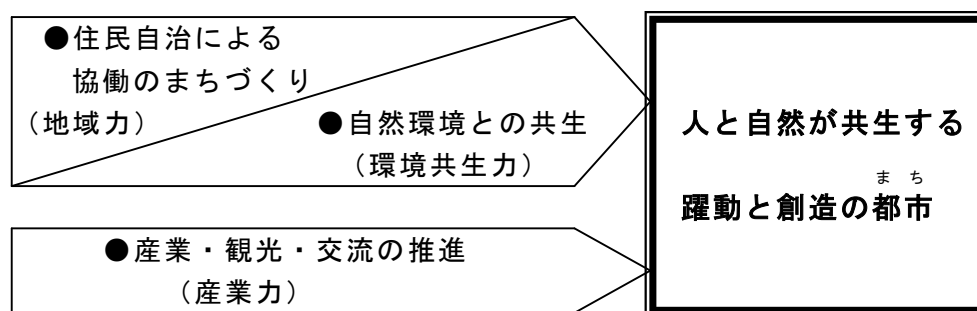 ●住民自治による
協働のまちづくり
（地域力）
●自然環境との共生
（環境共生力）
●産業・観光・交流の推進
（産業力）
人と自然が共生する
まち
躍動と創造の都市